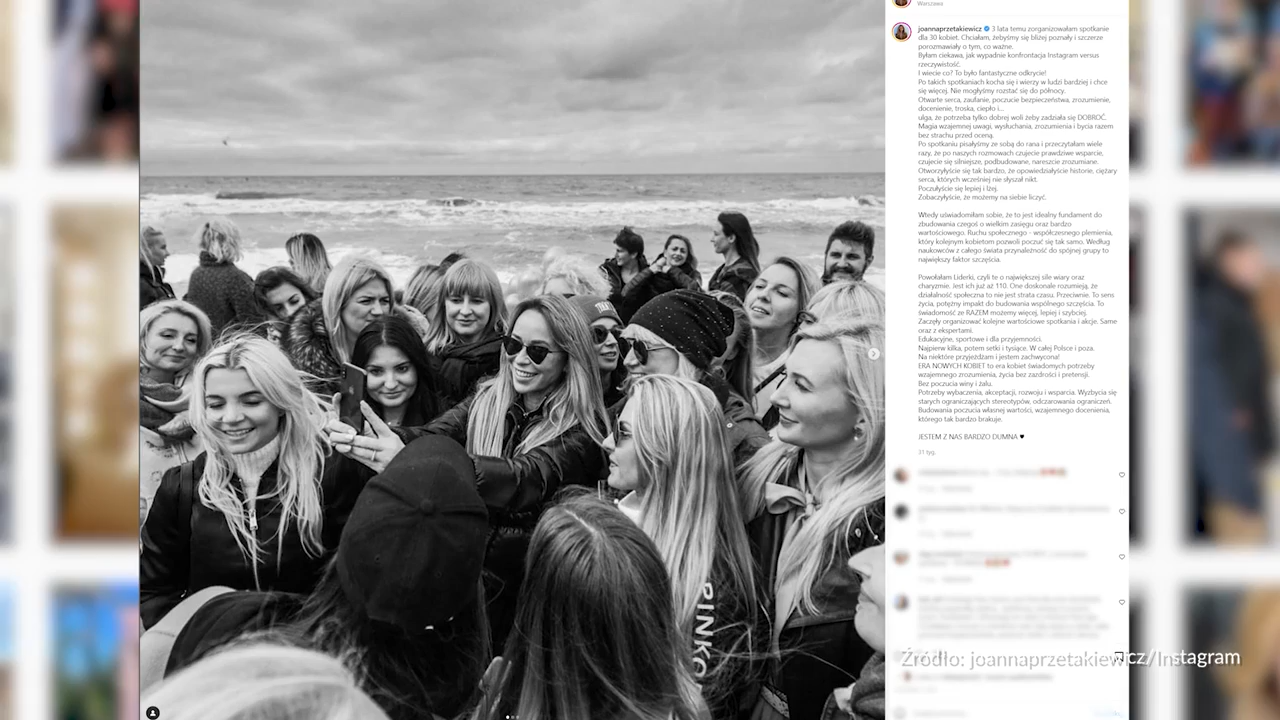 Warszawa
joannaprzetakiewicz 3 lata temu zorganizowałam spotkanie
dla 30 kobiet. Chciałam, żebyśmy się bliżej poznały i szczerze
porozmawiały o tym, co ważne.
Byłam ciekawa, jak wypadnie konfrontacja Instagram versus
rzeczywistość.
I wiecie co? To było fantastyczne odkrycie!
Po takich spotkaniach kocha się i wierzy w ludzi bardziej i chce
się więcej. Nie mogłyśmy rozstać się do północy.
Otwarte serca, zaufanie, poczucie bezpieczeństwa, zrozumienie,
docenienie, troska, ciepło i...
ulga, że potrzeba tylko dobrej woli żeby zadziała się DOBROĆ.
Magia wzajemnej uwagi, wysłuchania, zrozumienia i bycia razem
bez strachu przed oceną.
Po spotkaniu pisałyśmy ze sobą do rana i przeczytałam wiele
razy, że po naszych rozmowach czujecie prawdziwe wsparcie,
czujecie się silniejsze, podbudowane, nareszcie zrozumiane.
Otworzyłyście się tak bardzo, że opowiedziałyście historie, ciężary
serca, których wcześniej nie słyszał nikt.
Poczułyście się lepiej i lżej.
Zobaczyłyście, że możemy na siebie liczyć.
Wtedy uświadomiłam sobie, że to jest idealny fundament do
zbudowania czegoś o wielkim zasięgu oraz bardzo
wartościowego. Ruchu społecznego - współczesnego plemienia,
który kolejnym kobietom pozwoli poczuć się tak samo. Według
naukowców z całego świata przynależność do spójnej grupy to
największy faktor szczęścia.
Powołałam Liderki, czyli te o największej sile wiary oraz
charyzmie. Jest ich już aż 110. One doskonale rozumieją, że
działalność społeczna to nie jest strata czasu. Przeciwnie. To sens
życia, potężny impakt do budowania wspólnego szczęścia. To
świadomość ze RAZEM możemy więcej, lepiej i szybciej.
Zaczęły organizować kolejne wartościowe spotkania i akcje. Same
oraz z ekspertami.
Edukacyjne, sportowe i dla przyjemności.
Najpierw kilka, potem setki i tysiące. W całej Polsce i poza.
Na niektóre przyjeżdżam i jestem zachwycona!
ERA NOWYCH KOBIET to era kobiet świadomych potrzeby
wzajemnego zrozumienia, życia bez zazdrości i pretensji.
Bez poczucia winy i żalu.
Potrzeby wybaczenia, akceptacji, rozwoju i wsparcia. Wyzbycia się
starych ograniczających stereotypów, odczarowania ograniczeń.
Budowania poczucia własnej wartości, wzajemnego docenienia,
którego tak bardzo brakuje.
JESTEM Z NAS BARDZO DUMNA ♥
31 tyg.
PINKO
Źródło: joannaprzetakiewicz/Instagram